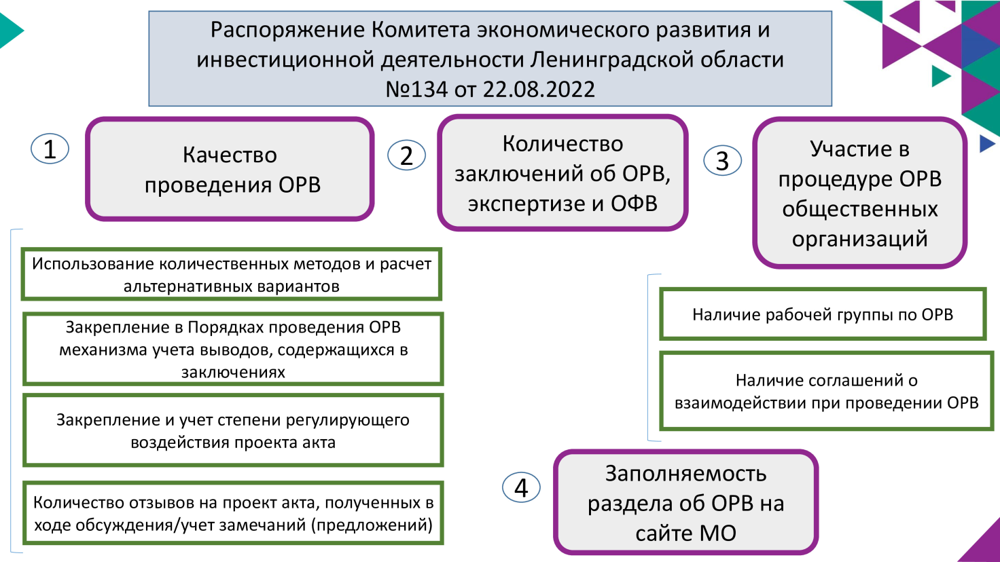 Распоряжение Комитета экономического развития и
инвестиционной деятельности Ленинградской области
№134 от 22.08.2022
1
Качество
проведения ОРВ
2
Количество
заключений об ОРВ,
экспертизе и ОФВ
3
Участие в
процедуре ОРВ
общественных
организаций
Использование количественных методов и расчет
альтернативных вариантов
Закрепление в Порядках проведения ОРВ
механизма учета выводов, содержащихся в
заключениях
Закрепление и учет степени регулирующего
воздействия проекта акта
Количество отзывов на проект акта, полученных в
ходе обсуждения/учет замечаний (предложений)
Наличие рабочей группы по ОРВ
Наличие соглашений о
взаимодействии при проведении ОРВ
4
Заполняемость
раздела об ОРВ на
сайте МО